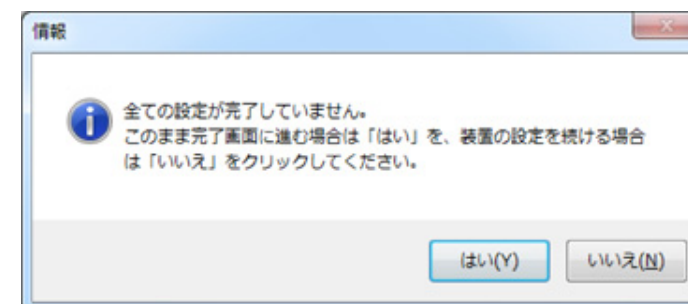 情報
全ての設定が完了していません。
このまま完了画面に進む場合は「はい」を、装置の設定を続ける場合
は「いいえ」をクリックしてください。
はい(Y)
いいえ(N)